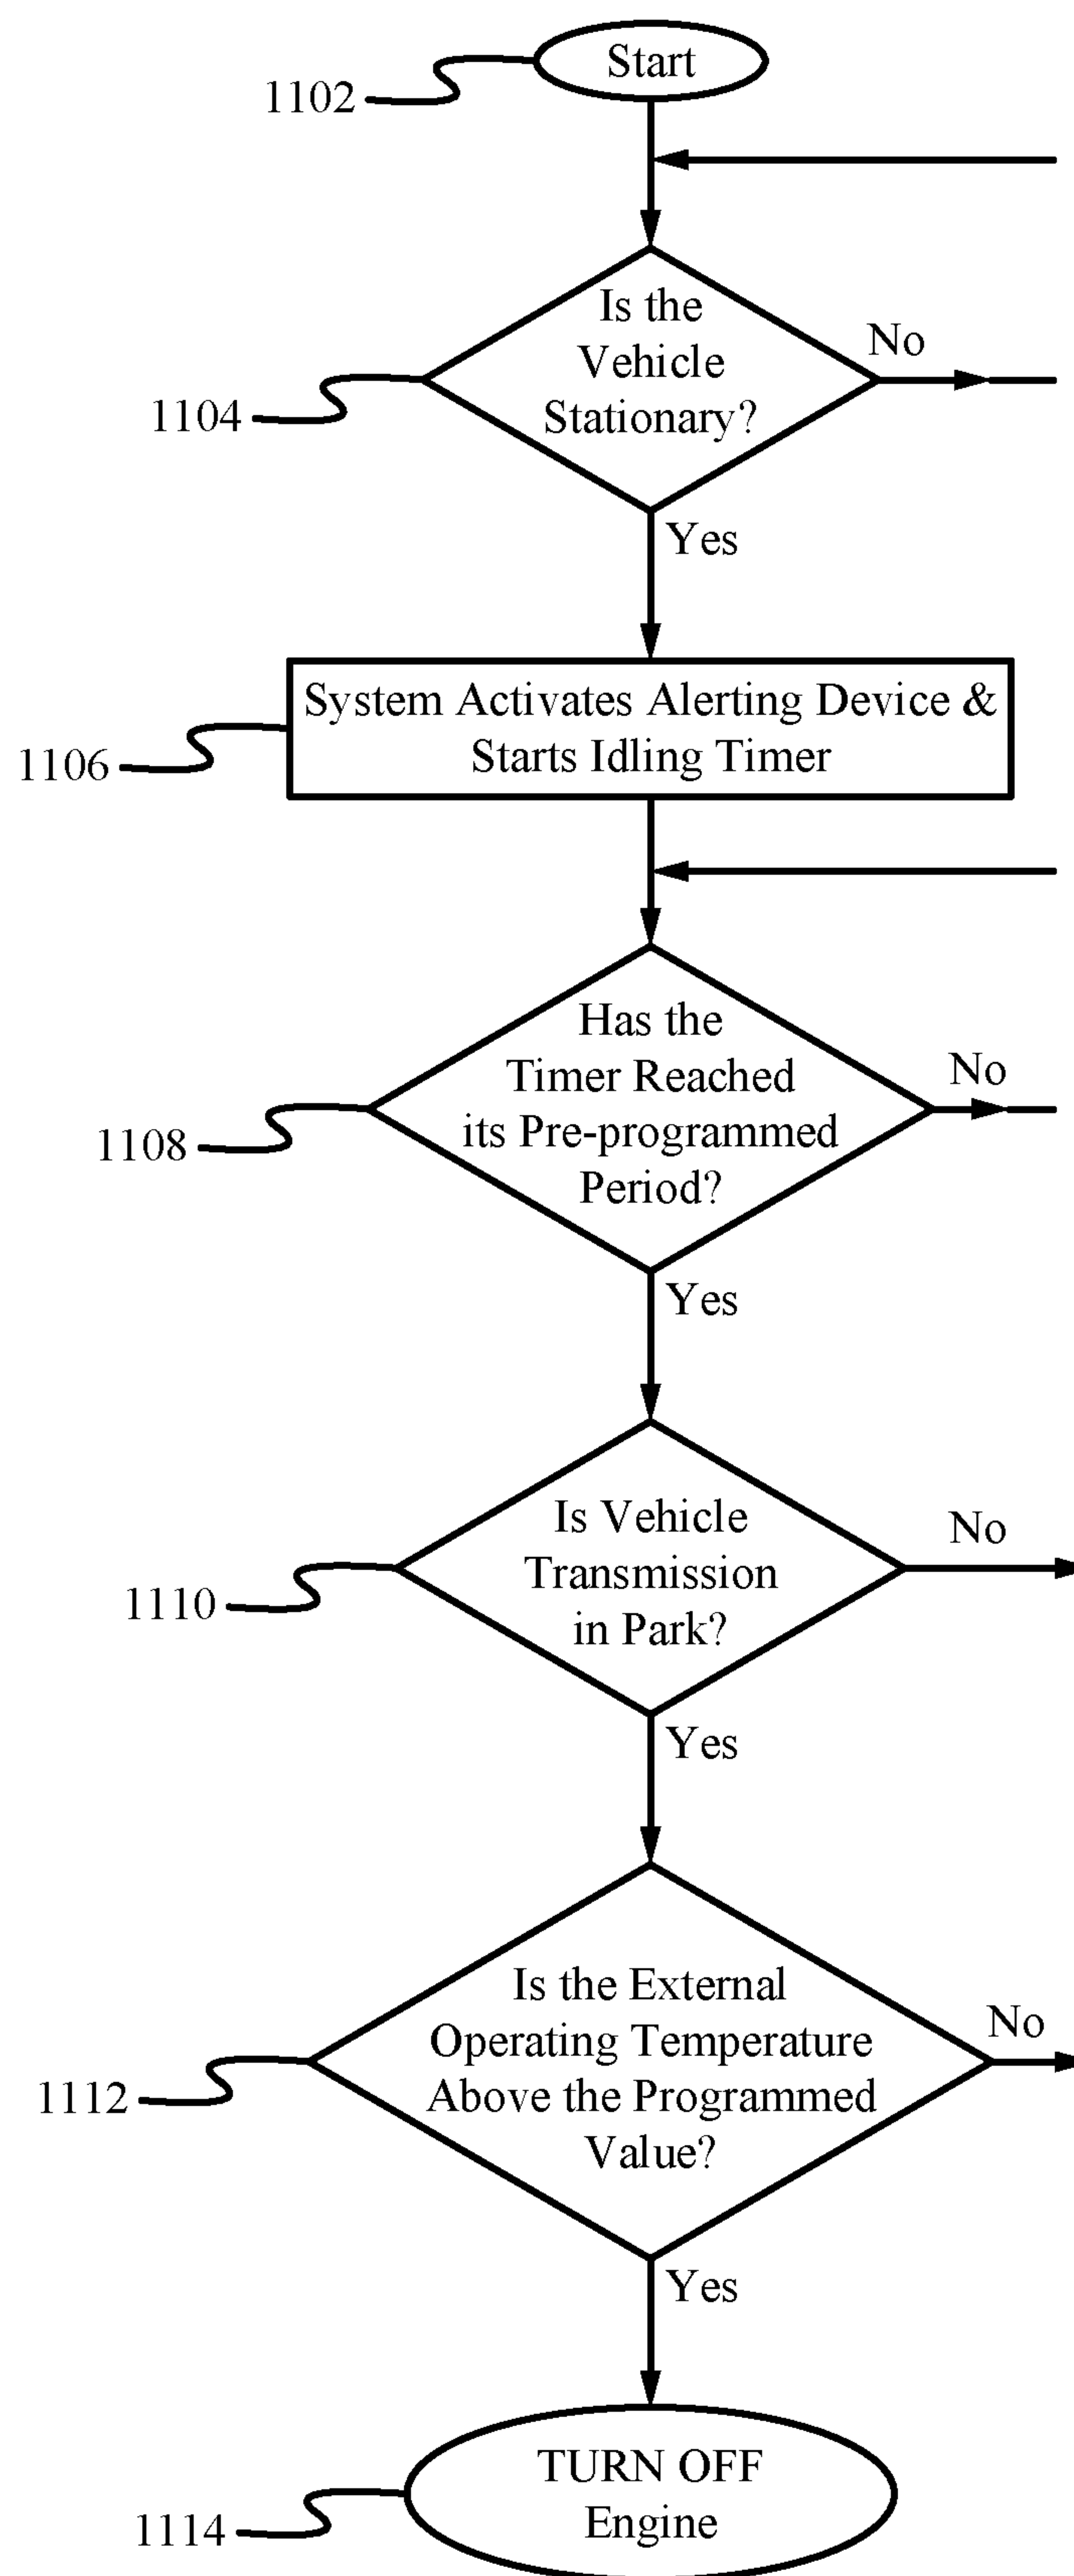 Start
1102
Is the
Vehicle
Stationary?
No
1104
Yes
System Activates Alerting Device &
Starts Idling Timer
1106
Has the
Timer Reached
its Pre-programmed
Period?
No
1108
Yes
Is Vehicle
Transmission
in Park?
No
1110
Yes
Is the External
Operating Temperature
Above the Programmed
Value?
No
1112
Yes
TURN OFF
Engine
1114